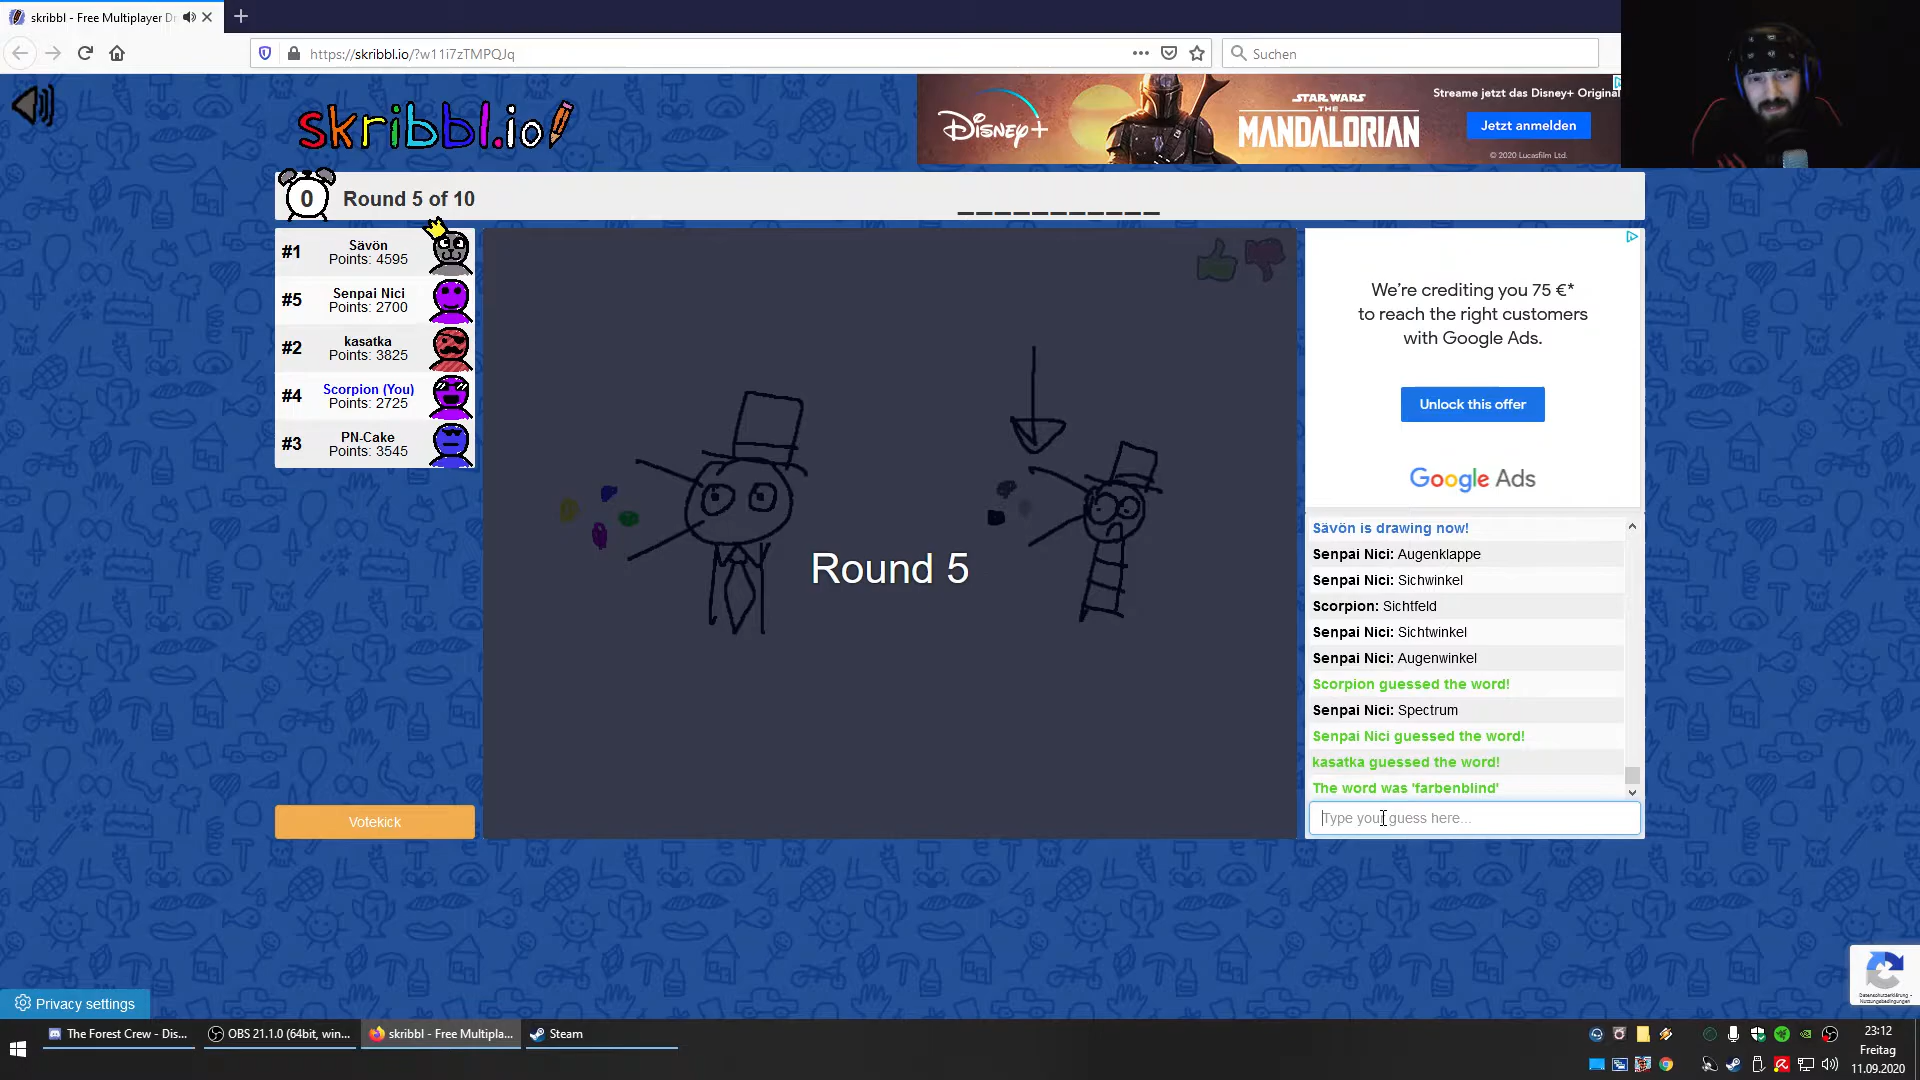 skribbl - Free Multiplayer Dr
https://skribbl.io/?w11i7zTMPQJq
Suchen
skribbl.io
Disney+
STAR WARS
THE
MANDALORIAN
Streame jetzt das Disney+ Original
Jetzt anmelden
© 2020 Lucasfilm Ltd.
0
Round 5 of 10
___________
#1
Sävön
Points: 4595
#5
Senpai Nici
Points: 2700
#2
kasatka
Points: 3825
#4
Scorpion (You)
Points: 2725
#3
PN-Cake
Points: 3545
Votekick
Round 5
We're crediting you 75 €*
to reach the right customers
with Google Ads.
Unlock this offer
Google Ads
Sävön is drawing now!
Senpai Nici: Augenklappe
Senpai Nici: Sichwinkel
Scorpion: Sichtfeld
Senpai Nici: Sichtwinkel
Senpai Nici: Augenwinkel
Scorpion guessed the word!
Senpai Nici: Spectrum
Senpai Nici guessed the word!
kasatka guessed the word!
The word was 'farbenblind'
Type your guess here...
Privacy settings
The Forest Crew - Dis...
OBS 21.1.0 (64bit, win...
skribbl - Free Multipla...
Steam
23:12
Freitag
11.09.2020